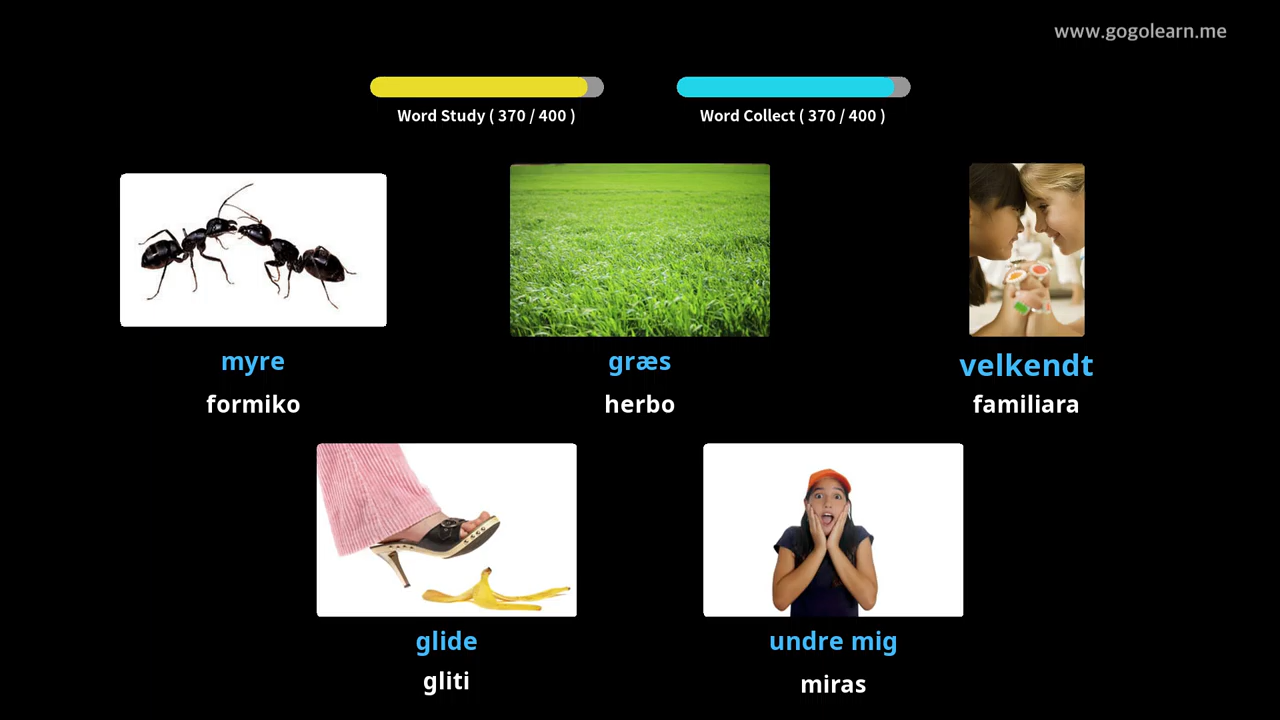 www.gogolearn.me
Word Study ( 370 / 400 )
Word Collect ( 370 / 400 )
myre
græs
velkendt
formiko
herbo
familiara
glide
undre mig
gliti
miras